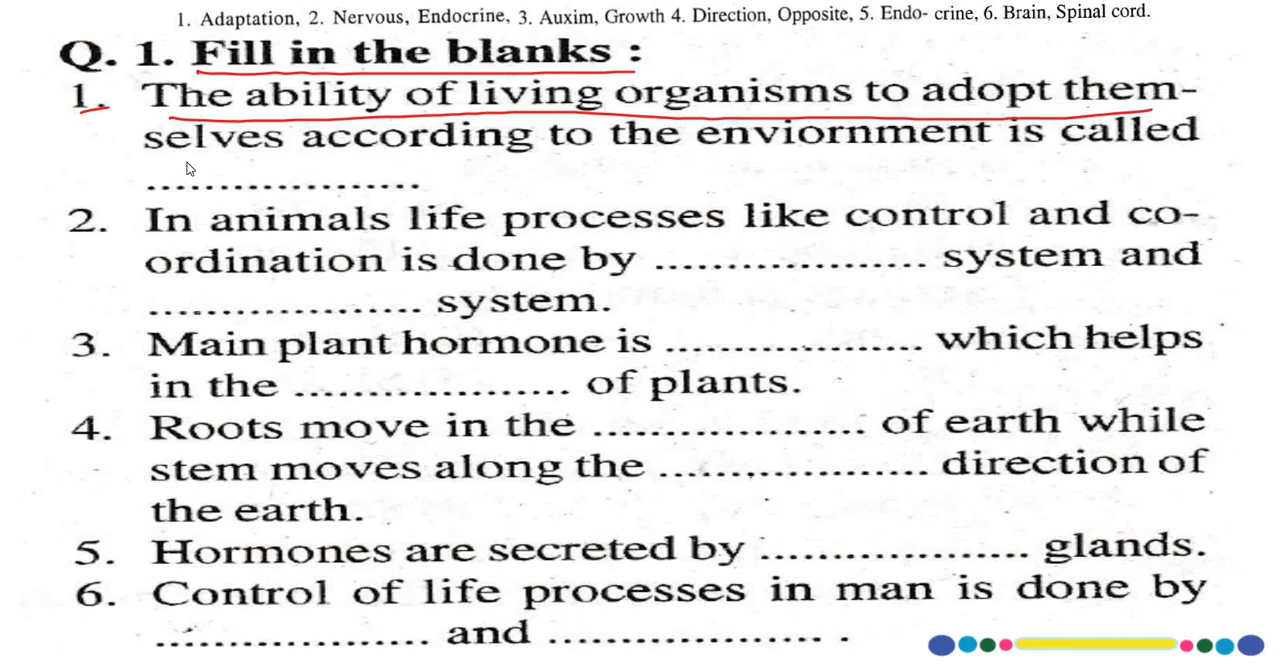 1. Adaptation, 2. Nervous, Endocrine, 3. Auxim, Growth 4. Direction, Opposite, 5. Endo- crine, 6. Brain, Spinal cord.
Q. 1. Fill in the blanks :
1. The ability of living organisms to adopt them-
selves according to the enviornment is called
...................
2. In animals life processes like control and co-
ordination is done by ................... system and
................... system.
3. Main plant hormone is .................. which helps
in the ................... of plants.
4. Roots move in the ................... of earth while
stem moves along the ................... direction of
the earth.
5. Hormones are secreted by ................... glands.
6. Control of life processes in man is done by
................... and ................... .